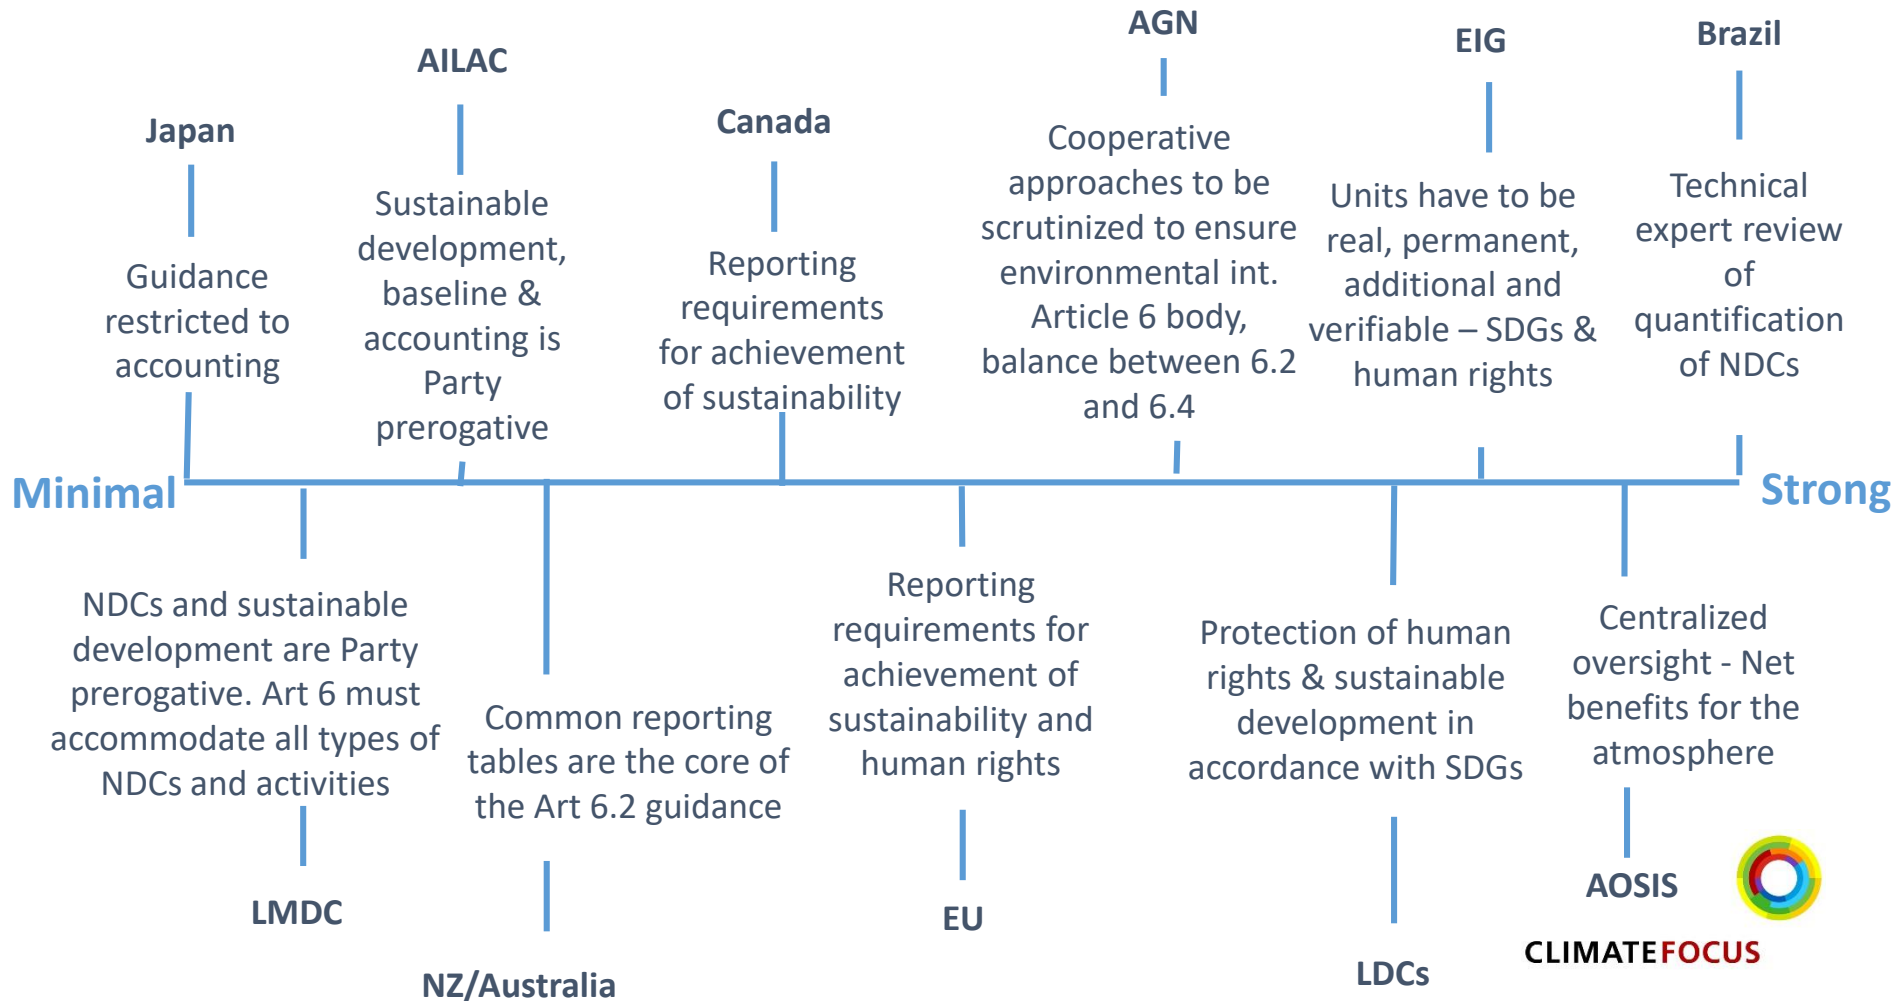 Japan
Guidance
restricted to
accounting
AILAC
Sustainable
development,
baseline &
accounting is
Party
prerogative
Canada
Reporting
requirements
for achievement
of sustainability
AGN
Cooperative
approaches to be
scrutinized to ensure
environmental int.
Article 6 body,
balance between 6.2
and 6.4
EIG
Units have to be
real, permanent,
additional and
verifiable – SDGs &
human rights
Brazil
Technical
expert review
of
quantification
of NDCs
Minimal
Strong
NDCs and sustainable
development are Party
prerogative. Art 6 must
accommodate all types of
NDCs and activities
LMDC
Common reporting
tables are the core of
the Art 6.2 guidance
NZ/Australia
Reporting
requirements for
achievement of
sustainability and
human rights
EU
Protection of human
rights & sustainable
development in
accordance with SDGs
LDCs
Centralized
oversight - Net
benefits for the
atmosphere
AOSIS
CLIMATEFOCUS